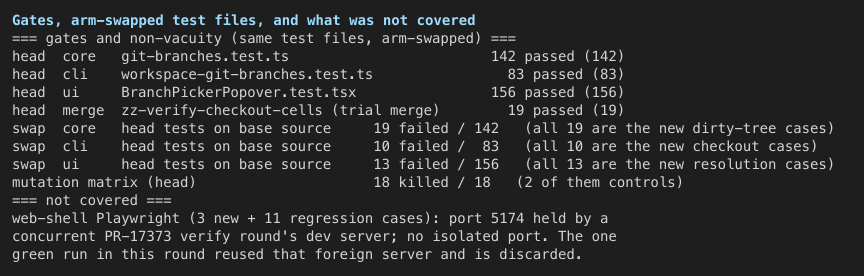 Gates, arm-swapped test files, and what was not covered
=== gates and non-vacuity (same test files, arm-swapped) ===
head  core   git-branches.test.ts                         142 passed (142)
head  cli    workspace-git-branches.test.ts                83 passed (83)
head  ui     BranchPickerPopover.test.tsx                 156 passed (156)
head  merge  zz-verify-checkout-cells (trial merge)        19 passed (19)
swap  core   head tests on base source     19 failed / 142   (all 19 are the new dirty-tree cases)
swap  cli    head tests on base source     10 failed /  83   (all 10 are the new checkout cases)
swap  ui     head tests on base source     13 failed / 156   (all 13 are the new resolution cases)
mutation matrix (head)                     18 killed / 18   (2 of them controls)
=== not covered ===
web-shell Playwright (3 new + 11 regression cases): port 5174 held by a
concurrent PR-17373 verify round's dev server; no isolated port. The one
green run in this round reused that foreign server and is discarded.